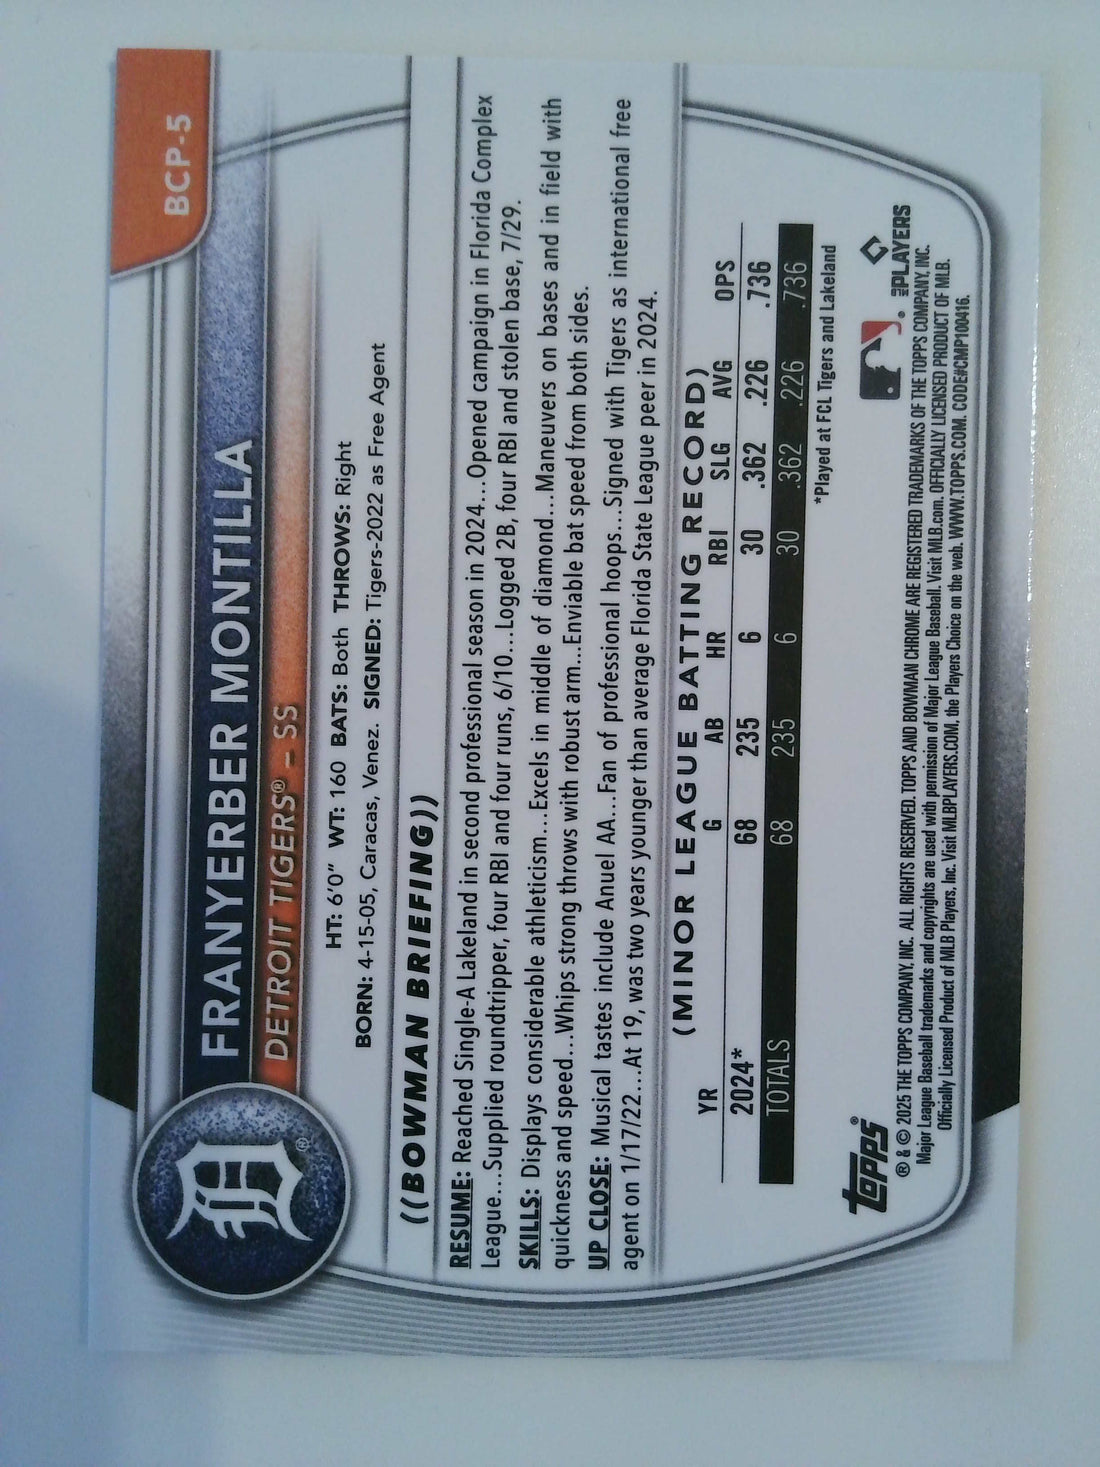 BCP-5
FRANYERBER MONTILLA
DETROIT TIGERS® – SS
D ®
HT: 6'0" WT: 160 BATS: Both THROWS: Right
BORN: 4-15-05, Caracas, Venez. SIGNED: Tigers-2022 as Free Agent
((BOWMAN BRIEFING))
RESUME: Reached Single-A Lakeland in second professional season in 2024...Opened campaign in Florida Complex
League...Supplied roundtripper, four RBI and four runs, 6/10...Logged 2B, four RBI and stolen base, 7/29.
SKILLS: Displays considerable athleticism...Excels in middle of diamond...Maneuvers on bases and in field with
quickness and speed...Whips strong throws with robust arm...Enviable bat speed from both sides.
UP CLOSE: Musical tastes include Anuel AA...Fan of professional hoops...Signed with Tigers as international free
agent on 1/17/22...At 19, was two years younger than average Florida State League peer in 2024.
(MINOR LEAGUE BATTING RECORD)
YR G AB HR RBI SLG AVG OPS
2024* 68 235 6 30 .362 .226 .736
TOTALS 68 235 6 30 .362 .226 .736
*Played at FCL Tigers and Lakeland
topps®
® MLB PLAYERS
® & © 2025 THE TOPPS COMPANY, INC. ALL RIGHTS RESERVED. TOPPS AND BOWMAN CHROME ARE REGISTERED TRADEMARKS OF THE TOPPS COMPANY, INC.
Major League Baseball trademarks and copyrights are used with permission of Major League Baseball. Visit MLB.com. OFFICIALLY LICENSED PRODUCT OF MLB
Officially Licensed Product of MLB Players, Inc. Visit MLBPLAYERS.COM, the Players Choice on the web. WWW.TOPPS.COM. CODE#CMP100416.